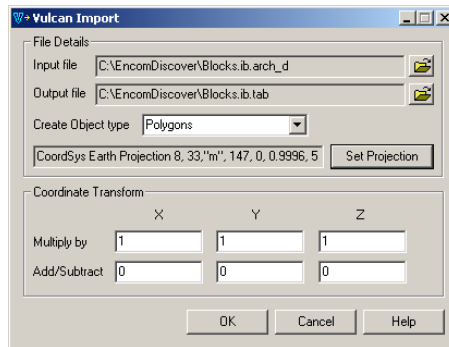 Vulcan Import
File Details
Input file C:\EncomDiscover\Blocks.ib.arch_d
Output file C:\EncomDiscover\Blocks.ib.tab
Create Object type Polygons
CoordSys Earth Projection 8, 33,"m", 147, 0, 0.9996, 5 Set Projection
Coordinate Transform
X Y Z
Multiply by 1 1 1
Add/Subtract 0 0 0
OK Cancel Help